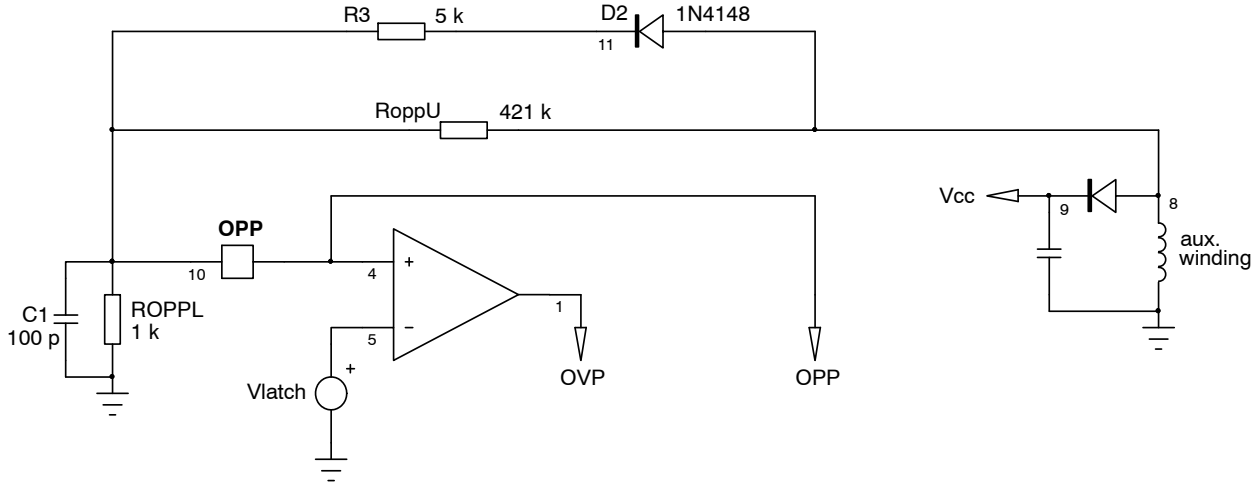 R3 5 k
D2 1N4148
11
RoppU 421 k
Vcc
9
8
aux.
winding
OPP
10
4
+
C1
100 p
ROPPL
1 k
1
5
−
+
Vlatch
OVP
OPP